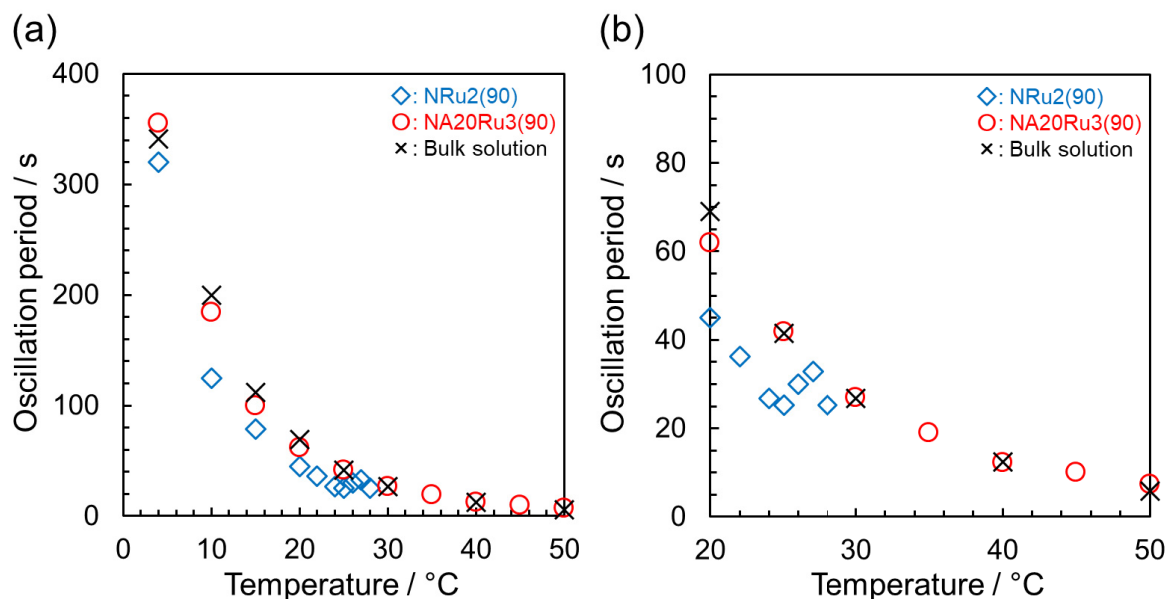 (a)
400
300
200
100
0
Oscillation period / s
◇: NRu2(90)
○: NA20Ru3(90)
×: Bulk solution
0 10 20 30 40 50
Temperature / °C
(b)
100
80
60
40
20
0
Oscillation period / s
◇: NRu2(90)
○: NA20Ru3(90)
×: Bulk solution
20 30 40 50
Temperature / °C